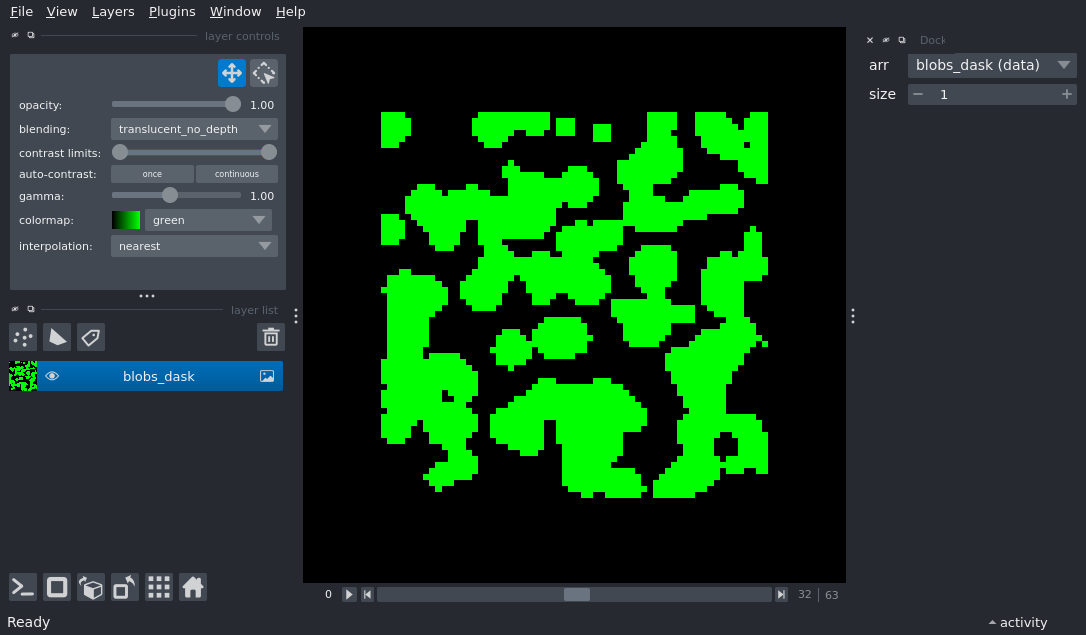 File View Layers Plugins Window Help
layer controls
opacity: 1.00
blending: translucent_no_depth
contrast limits:
auto-contrast: once continuous
gamma: 1.00
colormap: green
interpolation: nearest
layer list
blobs_dask
Dock
arr blobs_dask (data)
size 1
0 32 63
Ready
activity